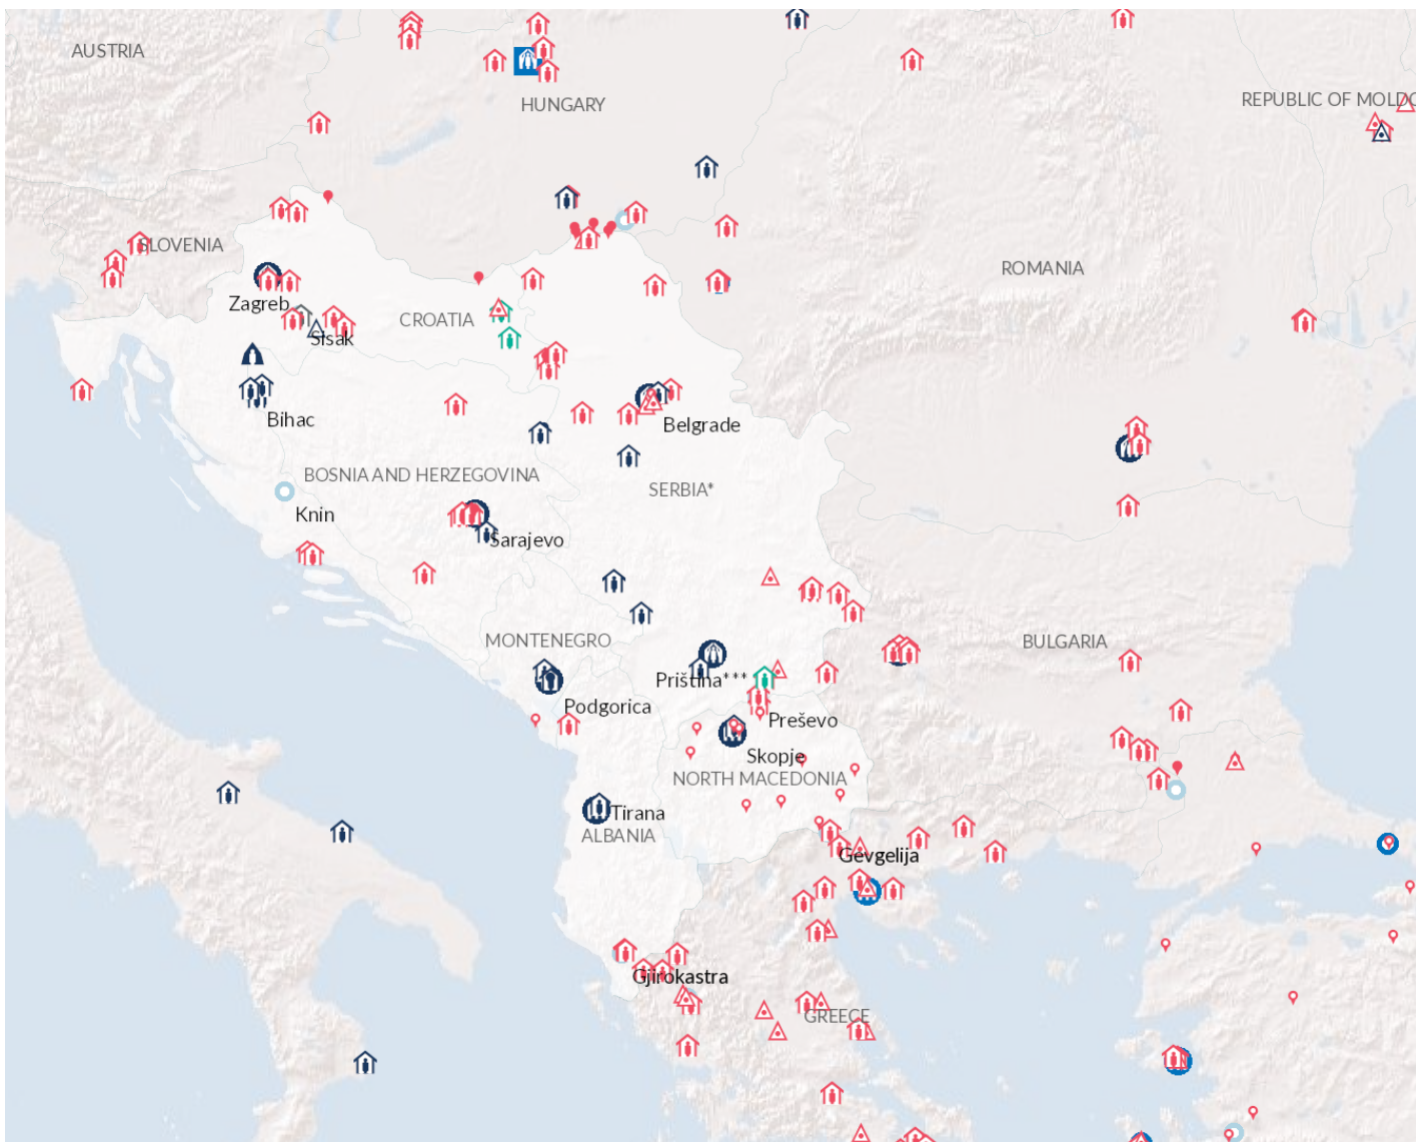 AUSTRIA
HUNGARY
REPUBLIC OF MOLDO
SLOVENIA
ROMANIA
Zagreb
CROATIA
Sisak
Bihac
Belgrade
BOSNIA AND HERZEGOVINA
SERBIA*
Knin
Sarajevo
MONTENEGRO
BULGARIA
Priština***
Podgorica
Preševo
Skopje
NORTH MACEDONIA
Tirana
ALBANIA
Gevgelija
Gjirokastra
GREECE